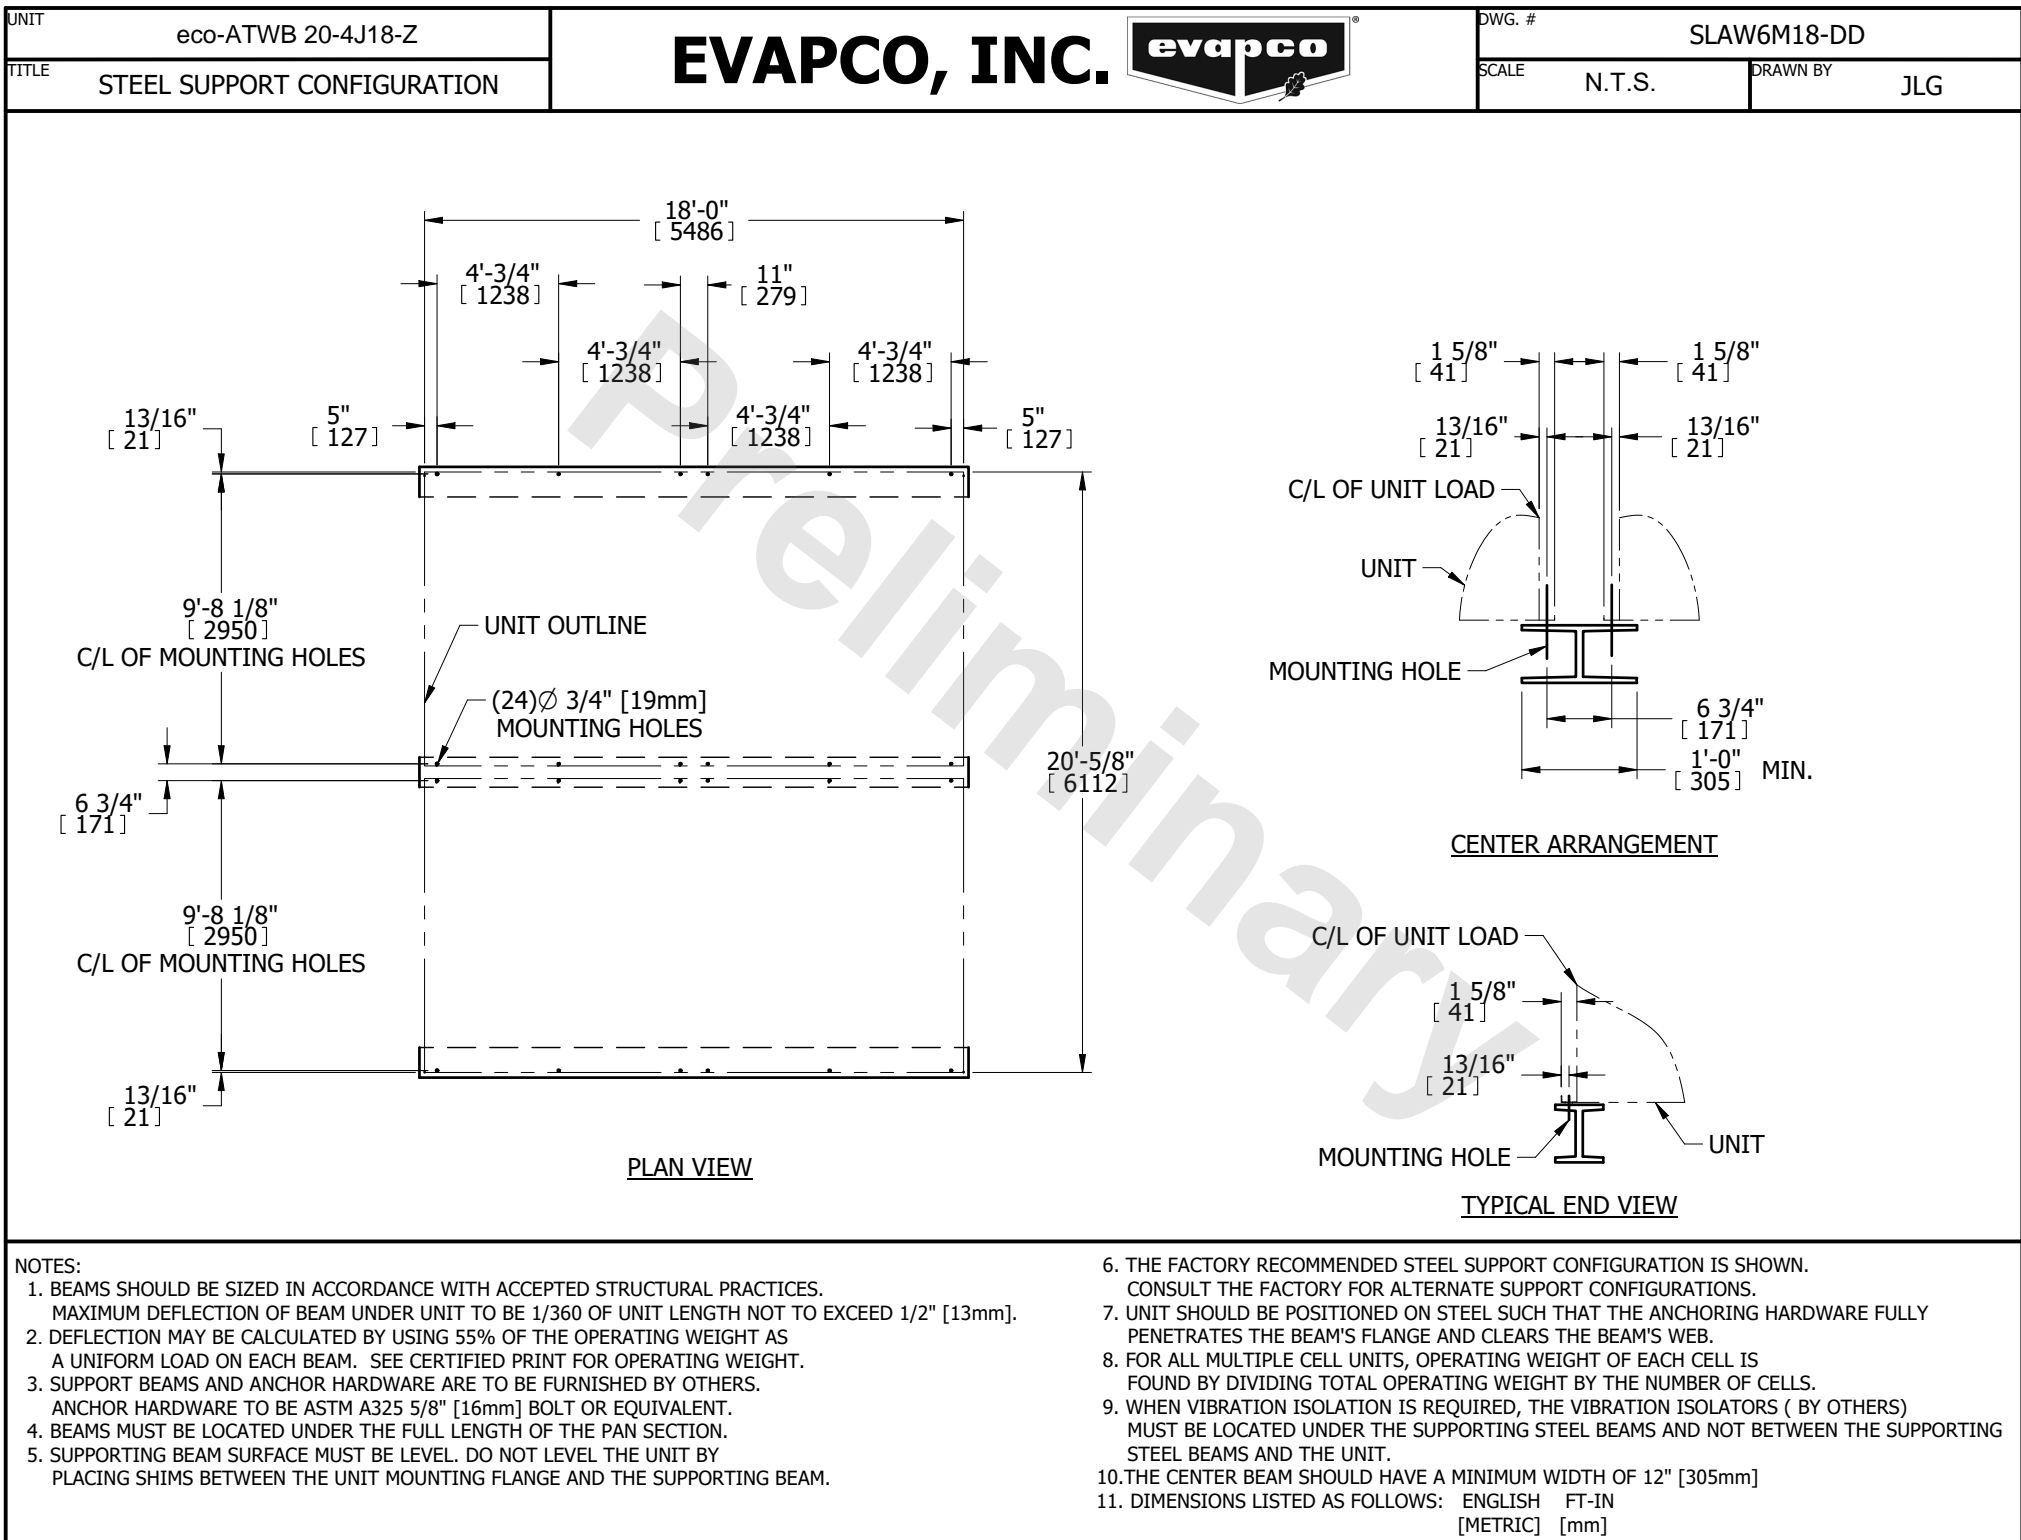 UNIT
eco-ATWB 20-4J18-Z
TITLE
STEEL SUPPORT CONFIGURATION
EVAPCO, INC.
evapco
®
DWG. #
SLAW6M18-DD
SCALE
N.T.S.
DRAWN BY
JLG
18'-0"
[ 5486 ]
4'-3/4"
[ 1238 ]
11"
[ 279 ]
4'-3/4"
[ 1238 ]
4'-3/4"
[ 1238 ]
13/16"
[ 21 ]
5"
[ 127 ]
4'-3/4"
[ 1238 ]
5"
[ 127 ]
9'-8 1/8"
[ 2950 ]
C/L OF MOUNTING HOLES
UNIT OUTLINE
(24)∅ 3/4" [19mm]
MOUNTING HOLES
6 3/4"
[ 171 ]
20'-5/8"
[ 6112 ]
9'-8 1/8"
[ 2950 ]
C/L OF MOUNTING HOLES
13/16"
[ 21 ]
PLAN VIEW
Preliminary
1 5/8"
[ 41 ]
1 5/8"
[ 41 ]
13/16"
[ 21 ]
13/16"
[ 21 ]
C/L OF UNIT LOAD
UNIT
MOUNTING HOLE
6 3/4"
[ 171 ]
1'-0"
[ 305 ]
MIN.
CENTER ARRANGEMENT
C/L OF UNIT LOAD
1 5/8"
[ 41 ]
13/16"
[ 21 ]
MOUNTING HOLE
UNIT
TYPICAL END VIEW
NOTES:
1. BEAMS SHOULD BE SIZED IN ACCORDANCE WITH ACCEPTED STRUCTURAL PRACTICES.
MAXIMUM DEFLECTION OF BEAM UNDER UNIT TO BE 1/360 OF UNIT LENGTH NOT TO EXCEED 1/2" [13mm].
2. DEFLECTION MAY BE CALCULATED BY USING 55% OF THE OPERATING WEIGHT AS
A UNIFORM LOAD ON EACH BEAM. SEE CERTIFIED PRINT FOR OPERATING WEIGHT.
3. SUPPORT BEAMS AND ANCHOR HARDWARE ARE TO BE FURNISHED BY OTHERS.
ANCHOR HARDWARE TO BE ASTM A325 5/8" [16mm] BOLT OR EQUIVALENT.
4. BEAMS MUST BE LOCATED UNDER THE FULL LENGTH OF THE PAN SECTION.
5. SUPPORTING BEAM SURFACE MUST BE LEVEL. DO NOT LEVEL THE UNIT BY
PLACING SHIMS BETWEEN THE UNIT MOUNTING FLANGE AND THE SUPPORTING BEAM.
6. THE FACTORY RECOMMENDED STEEL SUPPORT CONFIGURATION IS SHOWN.
CONSULT THE FACTORY FOR ALTERNATE SUPPORT CONFIGURATIONS.
7. UNIT SHOULD BE POSITIONED ON STEEL SUCH THAT THE ANCHORING HARDWARE FULLY
PENETRATES THE BEAM'S FLANGE AND CLEARS THE BEAM'S WEB.
8. FOR ALL MULTIPLE CELL UNITS, OPERATING WEIGHT OF EACH CELL IS
FOUND BY DIVIDING TOTAL OPERATING WEIGHT BY THE NUMBER OF CELLS.
9. WHEN VIBRATION ISOLATION IS REQUIRED, THE VIBRATION ISOLATORS ( BY OTHERS)
MUST BE LOCATED UNDER THE SUPPORTING STEEL BEAMS AND NOT BETWEEN THE SUPPORTING
STEEL BEAMS AND THE UNIT.
10.THE CENTER BEAM SHOULD HAVE A MINIMUM WIDTH OF 12" [305mm]
11. DIMENSIONS LISTED AS FOLLOWS: ENGLISH FT-IN
[METRIC] [mm]